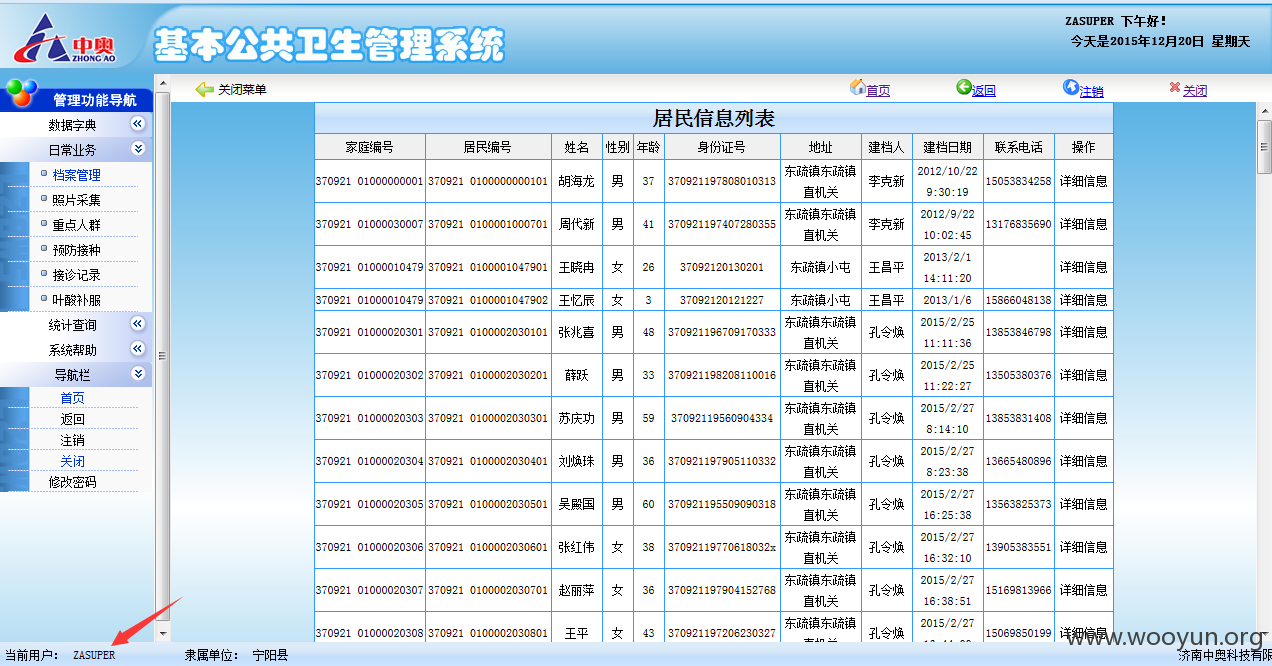 中奥
ZHONG AO
基本公共卫生管理系统
ZASUPER 下午好!
今天是2015年12月20日 星期天
管理功能导航
数据字典
日常业务
档案管理
照片采集
重点人群
预防接种
接诊记录
叶酸补服
统计查询
系统帮助
导航栏
首页
返回
注销
关闭
修改密码
关闭菜单 首页 返回 注销 关闭
居民信息列表
家庭编号 居民编号 姓名 性别 年龄 身份证号 地址 建档人 建档日期 联系电话 操作
370921 01000000001 370921 0100000000101 胡海龙 男 37 370921197808010313 东疏镇东疏镇直机关 李克新 2012/10/22 9:30:19 15053834258 详细信息
370921 01000030007 370921 0100001000701 周代新 男 41 370921197407280355 东疏镇东疏镇直机关 李克新 2012/9/22 10:02:45 13176835690 详细信息
370921 01000010479 370921 0100001047901 王晓冉 女 26 37092120130201 东疏镇小屯 王昌平 2013/2/1 14:11:20 详细信息
370921 01000010479 370921 0100001047902 王忆辰 女 3 37092120121227 东疏镇小屯 王昌平 2013/1/6 15866048138 详细信息
370921 01000020301 370921 0100002030101 张兆喜 男 48 370921196709170333 东疏镇东疏镇直机关 孔令焕 2015/2/25 11:11:36 13853846798 详细信息
370921 01000020302 370921 0100002030201 薛跃 男 33 370921198208110016 东疏镇东疏镇直机关 孔令焕 2015/2/25 11:22:27 13505380376 详细信息
370921 01000020303 370921 0100002030301 苏庆功 男 59 37092119560904334 东疏镇东疏镇直机关 孔令焕 2015/2/27 8:14:10 13853831408 详细信息
370921 01000020304 370921 0100002030401 刘焕珠 男 36 370921197905110332 东疏镇东疏镇直机关 孔令焕 2015/2/27 8:23:38 13665480896 详细信息
370921 01000020305 370921 0100002030501 吴殿国 男 60 370921195509090318 东疏镇东疏镇直机关 孔令焕 2015/2/27 16:25:38 13563825373 详细信息
370921 01000020306 370921 0100002030601 张红伟 女 38 37092119770618032x 东疏镇东疏镇直机关 孔令焕 2015/2/27 16:32:10 13905383551 详细信息
370921 01000020307 370921 0100002030701 赵丽萍 女 36 370921197904152768 东疏镇东疏镇直机关 孔令焕 2015/2/27 16:38:51 15169813966 详细信息
370921 01000020308 370921 0100002030801 王平 女 43 370921197206230327 东疏镇东疏镇 孔令焕 2015/2/27 15069850199 详细信息
www.wooyun.org
当前用户: ZASUPER 隶属单位: 宁阳县 济南中奥科技有限